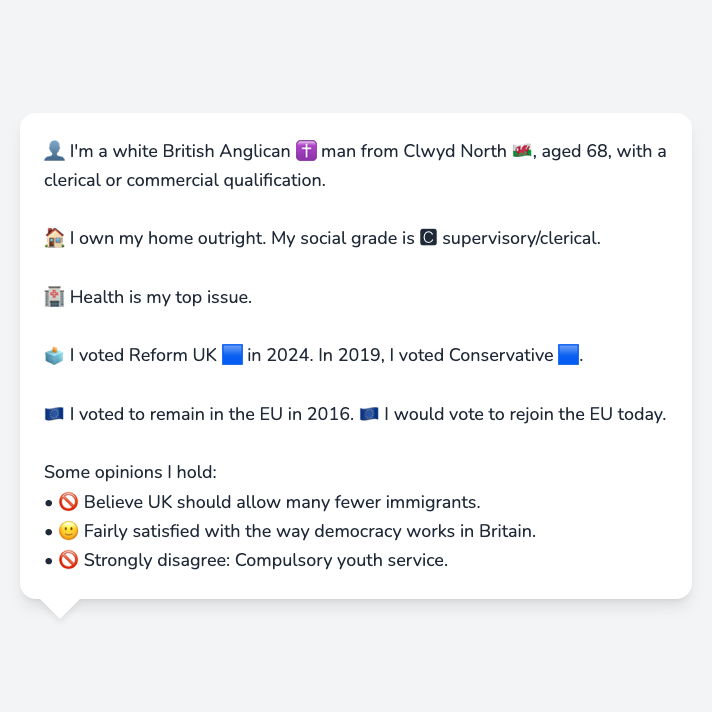 👤 I'm a white British Anglican ✝️ man from Clwyd North 🏴󠁧󠁢󠁷󠁬󠁳󠁿, aged 68, with a
clerical or commercial qualification.
🏠 I own my home outright. My social grade is 🅲 supervisory/clerical.
🏥 Health is my top issue.
🗳️ I voted Reform UK 🟦 in 2024. In 2019, I voted Conservative 🟦.
🇪🇺 I voted to remain in the EU in 2016. 🇪🇺 I would vote to rejoin the EU today.
Some opinions I hold:
• 🚫 Believe UK should allow many fewer immigrants.
• 🙂 Fairly satisfied with the way democracy works in Britain.
• 🚫 Strongly disagree: Compulsory youth service.